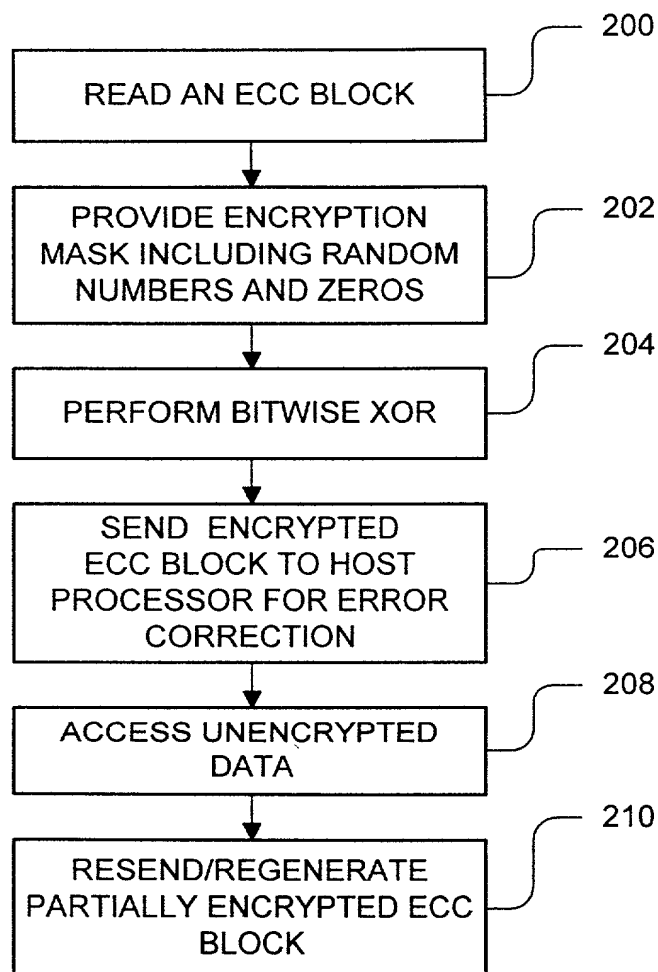 200
READ AN ECC BLOCK
202
PROVIDE ENCRYPTION
MASK INCLUDING RANDOM
NUMBERS AND ZEROS
204
PERFORM BITWISE XOR
SEND ENCRYPTED
ECC BLOCK TO HOST
PROCESSOR FOR ERROR
CORRECTION
206
208
ACCESS UNENCRYPTED
DATA
210
RESEND/REGENERATE
PARTIALLY ENCRYPTED ECC
BLOCK